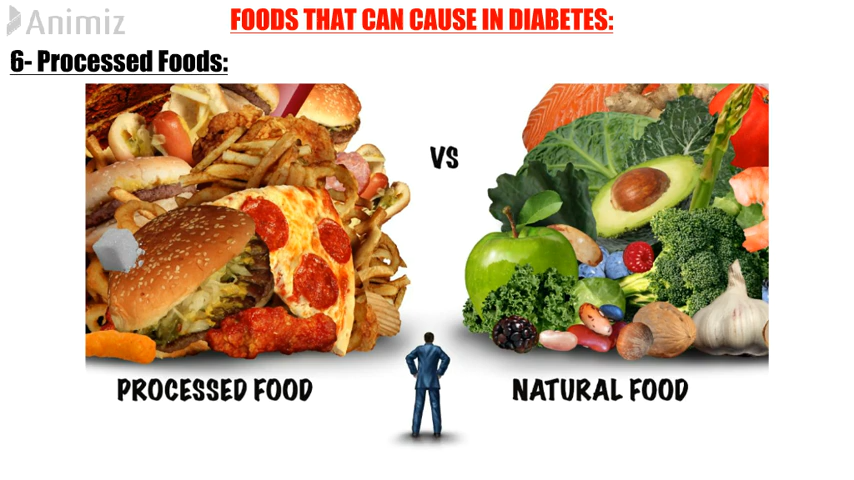 Animiz
FOODS THAT CAN CAUSE IN DIABETES:
6- Processed Foods:
VS
PROCESSED FOOD
NATURAL FOOD